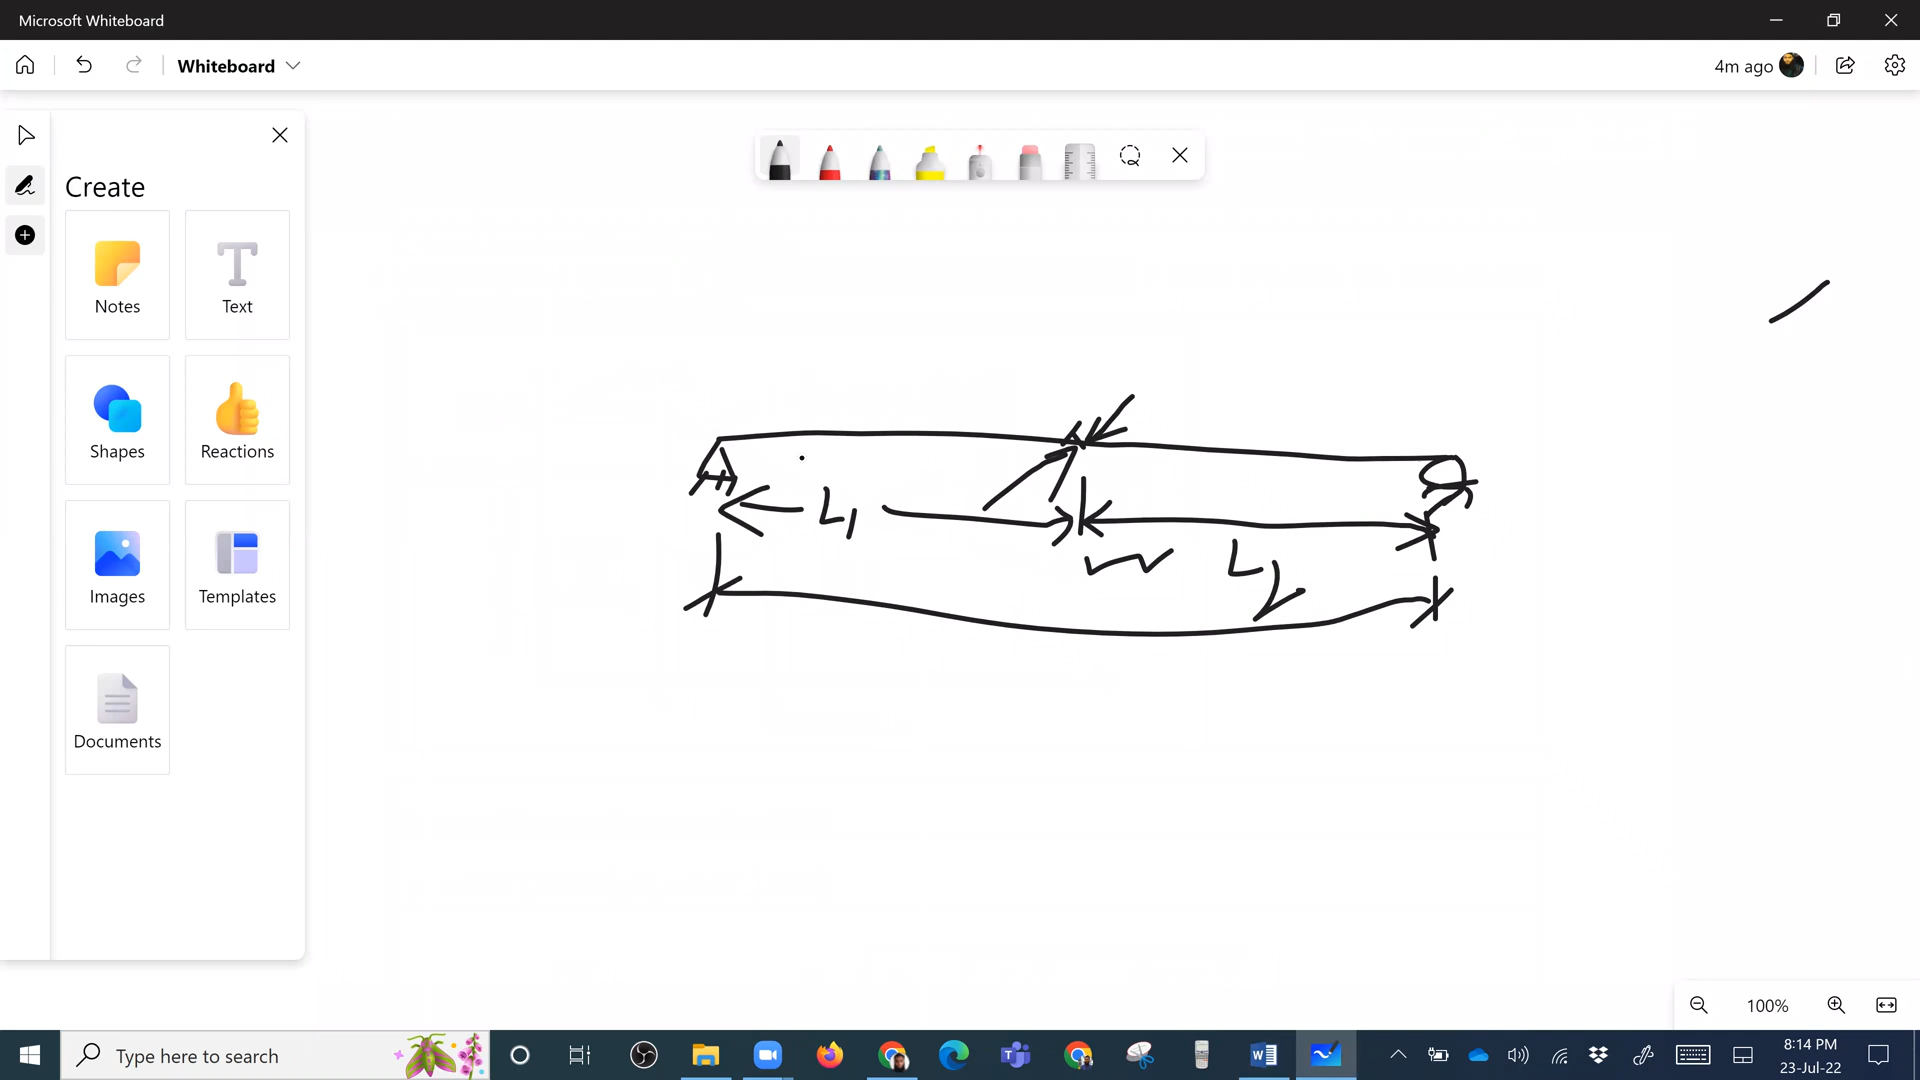 Microsoft Whiteboard
Whiteboard
4m ago
Create
Notes
Text
Shapes
Reactions
Images
Templates
Documents
L1
L2
100%
Type here to search
8:14 PM
23-Jul-22